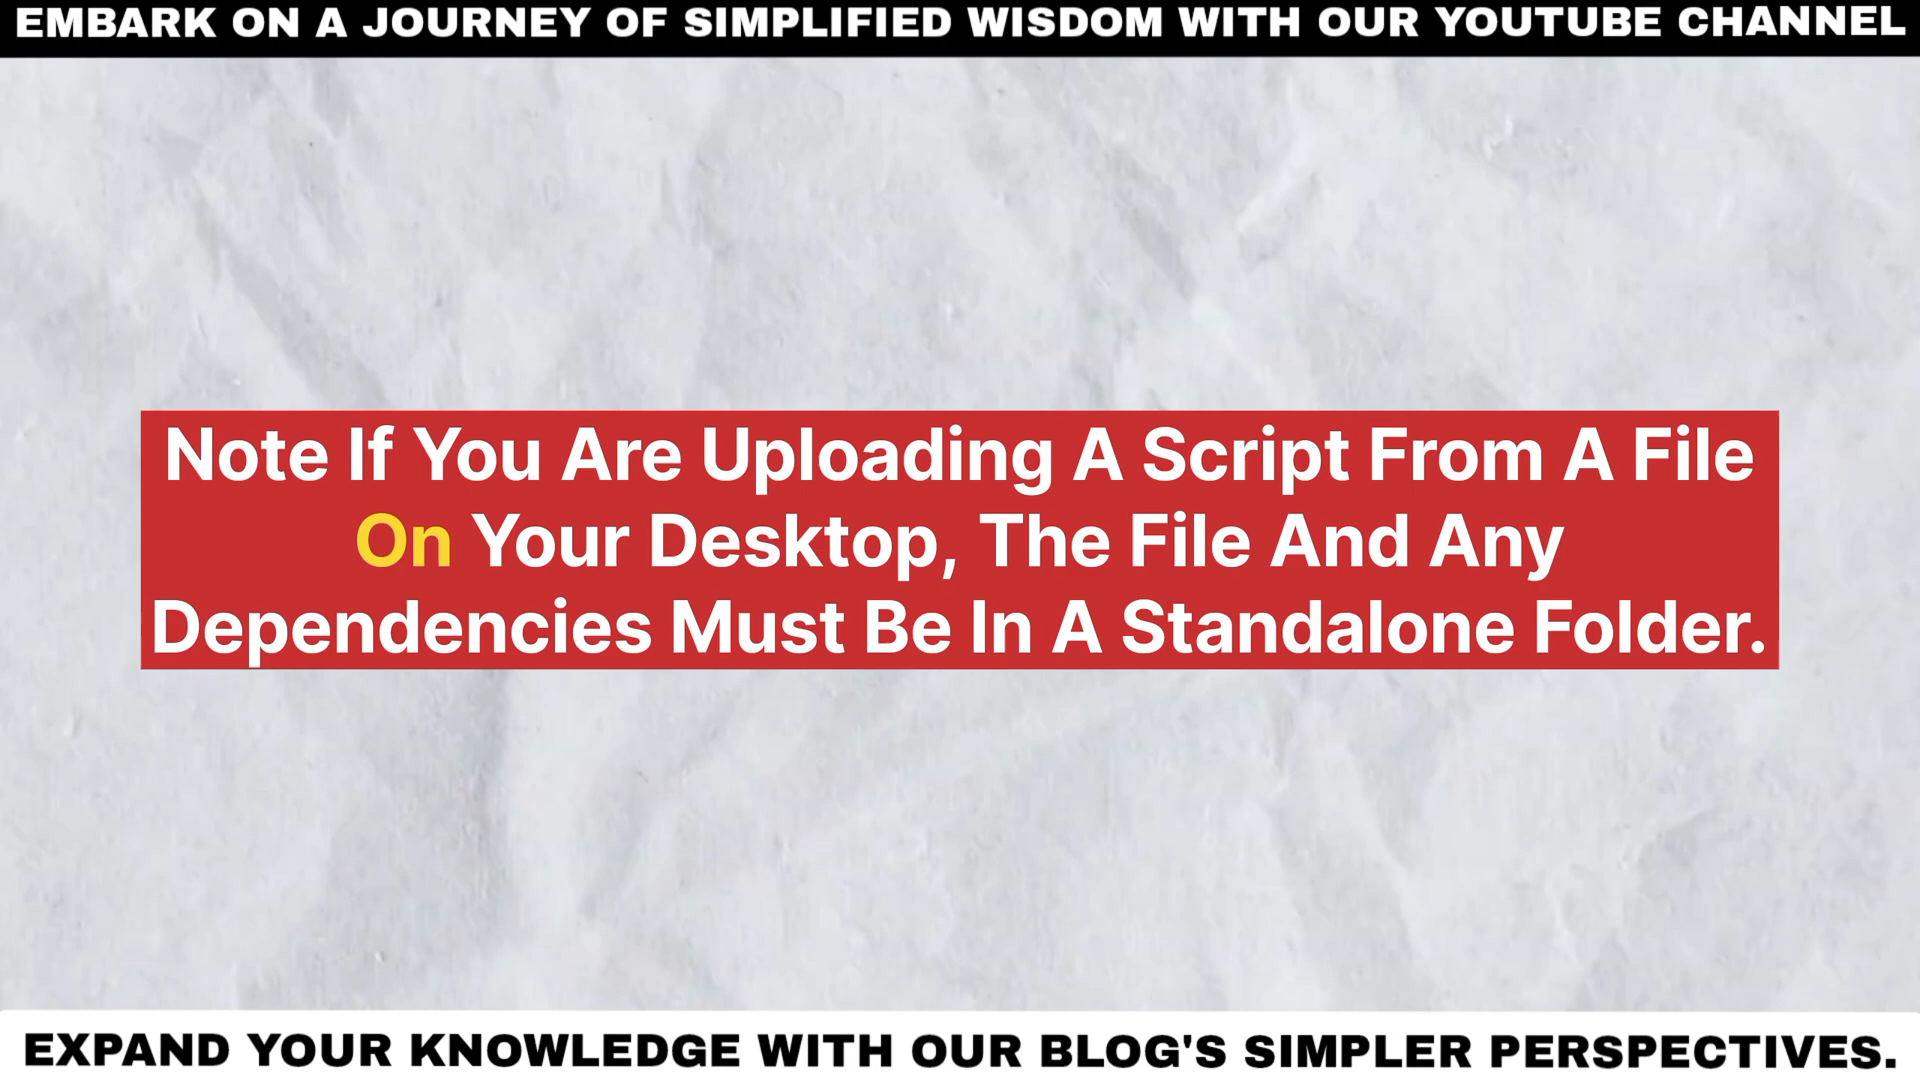 EMBARK ON A JOURNEY OF SIMPLIFIED WISDOM WITH OUR YOUTUBE CHANNEL
Note If You Are Uploading A Script From A File
On Your Desktop, The File And Any
Dependencies Must Be In A Standalone Folder.
EXPAND YOUR KNOWLEDGE WITH OUR BLOG'S SIMPLER PERSPECTIVES.